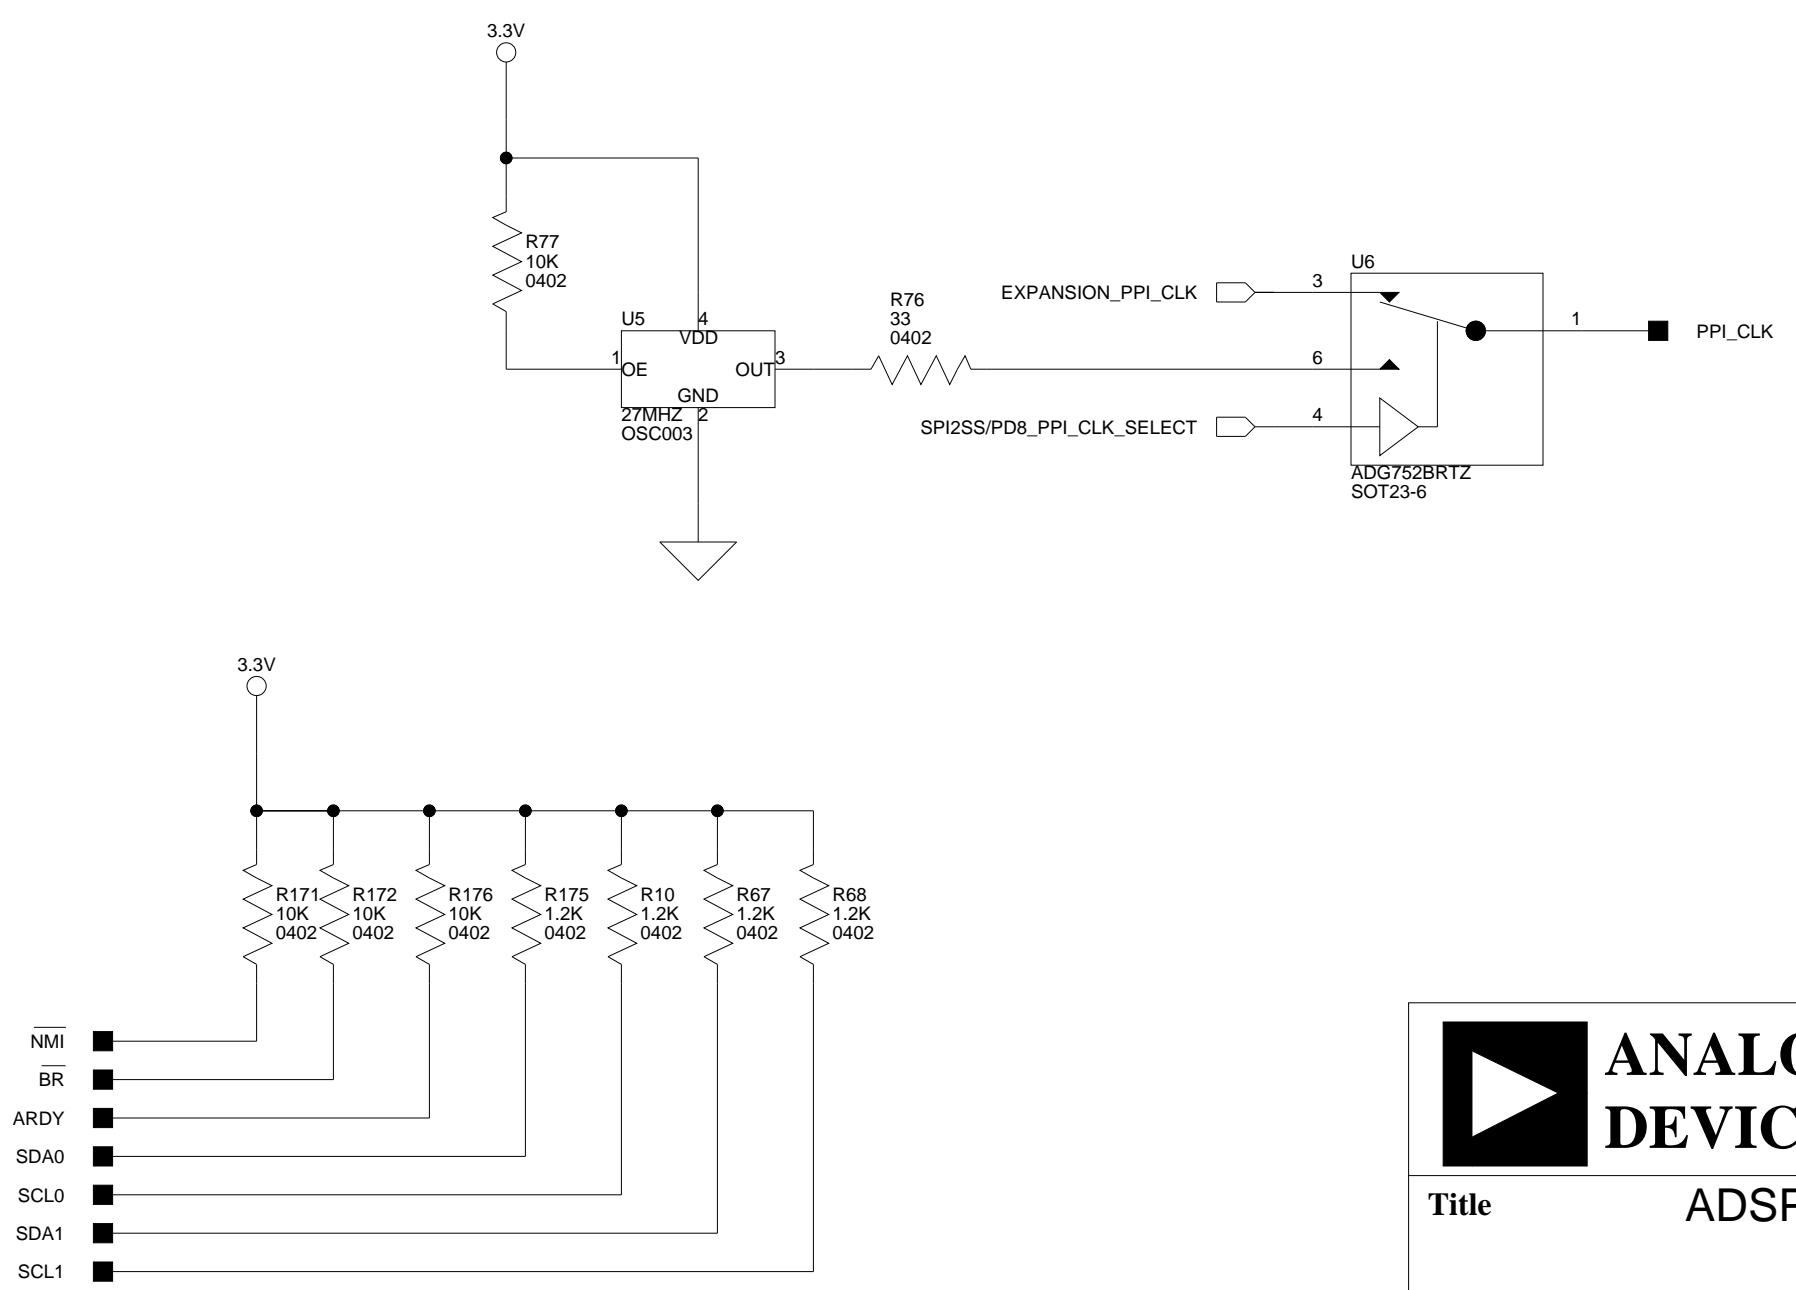 3.3V
R77
10K
0402
U5
4
VDD
1
OE
OUT
3
GND
27MHZ
2
OSC003
R76
33
0402
EXPANSION_PPI_CLK
3
U6
1
PPI_CLK
6
SPI2SS/PD8_PPI_CLK_SELECT
4
ADG752BRTZ
SOT23-6
3.3V
R171
10K
0402
R172
10K
0402
R176
10K
0402
R175
1.2K
0402
R10
1.2K
0402
R67
1.2K
0402
R68
1.2K
0402
NMI
BR
ARDY
SDA0
SCL0
SDA1
SCL1
ANALO
DEVIC
Title ADSP